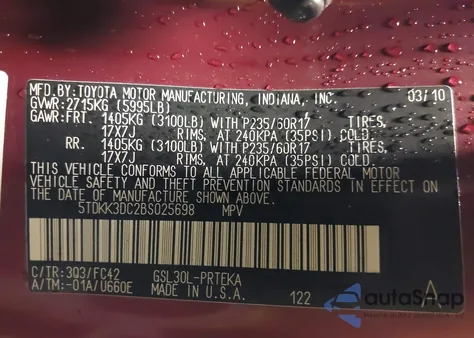 MFD.BY:TOYOTA MOTOR MANUFACTURING, INDIANA, INC. 03/10
GVWR:2715KG (5995LB)
GAWR:FRT. 1405KG (3100LB) WITH P235/60R17 TIRES,
17X7J RIMS, AT 240KPA (35PSI) COLD.
RR. 1405KG (3100LB) WITH P235/60R17 TIRES,
17X7J RIMS, AT 240KPA (35PSI) COLD.
THIS VEHICLE CONFORMS TO ALL APPLICABLE FEDERAL MOTOR
VEHICLE SAFETY AND THEFT PREVENTION STANDARDS IN EFFECT ON
THE DATE OF MANUFACTURE SHOWN ABOVE.
5TDKK3DC2BS025698 MPV
C/TR:3Q3/FC42 GSL30L-PRTEKA A
A/TM:-01A/U660E MADE IN U.S.A. 122
autoSnap